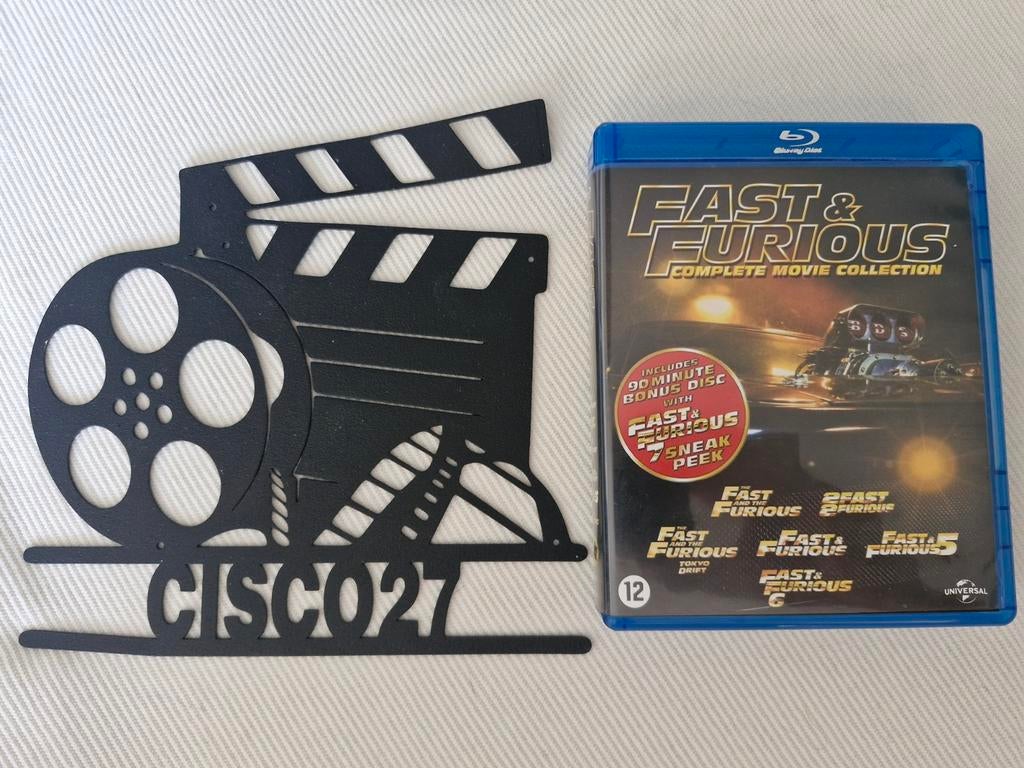 CISCO27
Blu-ray Disc
FAST &
FURIOUS
COMPLETE MOVIE COLLECTION
BDS
INCLUDES
90 MINUTE
BONUS DISC
WITH
FAST &
FURIOUS
7 SNEAK
PEEK
THE
FAST
AND THE
FURIOUS
2 FAST
2 FURIOUS
THE
FAST
AND THE
FURIOUS
TOKYO
DRIFT
FAST &
FURIOUS
FAST &
FURIOUS 5
FAST &
FURIOUS
6
12
UNIVERSAL